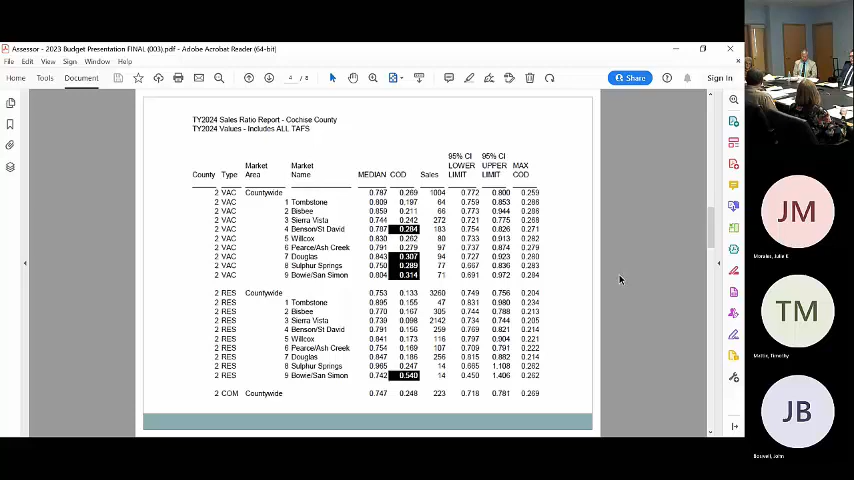 Assessor - 2023 Budget Presentation FINAL (003).pdf - Adobe Acrobat Reader (64-bit)
File Edit View Sign Window Help
Home Tools Document 4 / 8 Share Sign In
TY2024 Sales Ratio Report - Cochise County
TY2024 Values - Includes ALL TAFS
County Type Market Area Market Name MEDIAN COD Sales 95% CI LOWER LIMIT 95% CI UPPER LIMIT MAX COD
2 VAC Countywide 0.787 0.269 1004 0.772 0.800 0.259
2 VAC 1 Tombstone 0.809 0.197 64 0.759 0.853 0.286
2 VAC 2 Bisbee 0.859 0.211 66 0.773 0.944 0.286
2 VAC 3 Sierra Vista 0.744 0.242 272 0.721 0.775 0.268
2 VAC 4 Benson/St David 0.787 0.284 183 0.754 0.826 0.271
2 VAC 5 Willcox 0.830 0.262 80 0.733 0.913 0.282
2 VAC 6 Pearce/Ash Creek 0.791 0.279 97 0.737 0.874 0.279
2 VAC 7 Douglas 0.843 0.307 94 0.727 0.923 0.280
2 VAC 8 Sulphur Springs 0.750 0.289 77 0.667 0.836 0.283
2 VAC 9 Bowie/San Simon 0.804 0.314 71 0.691 0.972 0.284
2 RES Countywide 0.753 0.133 3260 0.749 0.756 0.204
2 RES 1 Tombstone 0.895 0.155 47 0.831 0.980 0.234
2 RES 2 Bisbee 0.770 0.167 305 0.744 0.788 0.213
2 RES 3 Sierra Vista 0.739 0.098 2142 0.734 0.744 0.205
2 RES 4 Benson/St David 0.791 0.156 259 0.769 0.821 0.214
2 RES 5 Willcox 0.841 0.173 116 0.797 0.904 0.221
2 RES 6 Pearce/Ash Creek 0.754 0.169 107 0.709 0.791 0.222
2 RES 7 Douglas 0.847 0.186 256 0.815 0.882 0.214
2 RES 8 Sulphur Springs 0.965 0.247 14 0.665 1.108 0.262
2 RES 9 Bowie/San Simon 0.742 0.540 14 0.450 1.406 0.262
2 COM Countywide 0.747 0.248 223 0.718 0.781 0.269
JM
Morales, Julie K
TM
Mattix, Timothy
JB
Boswell, John